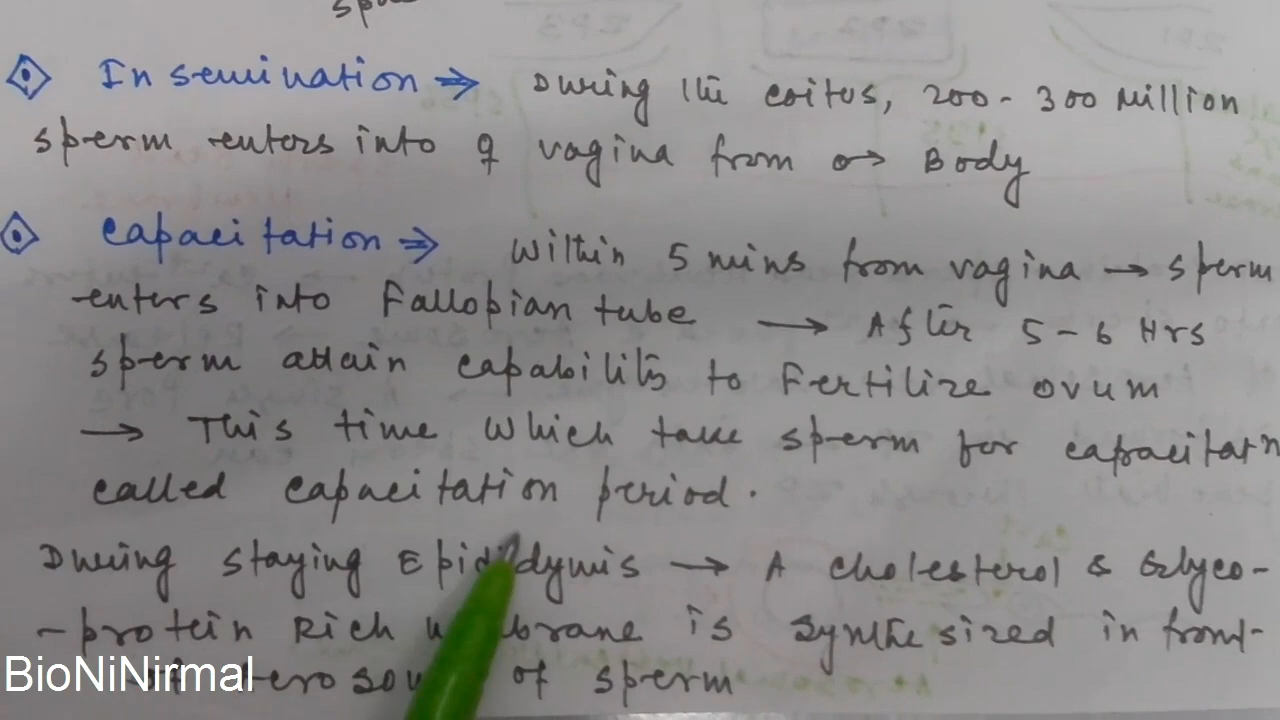 Insemination ⇒ During the coitus, 200-300 Million
sperm enters into ♀ vagina from ♂ Body
Capacitation ⇒ Within 5 mins from vagina → sperm
enters into Fallopian tube → After 5-6 Hrs
sperm attain capability to Fertilize ovum
→ This time which take sperm for capacitatn
called capacitation period.
During staying Epididymis → A cholesterol & Glyco-
-protein Rich membrane is synthesized in front-
of of sperm
BioNiNirmal